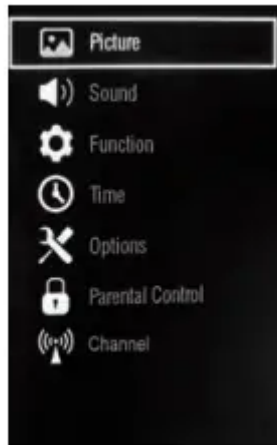 Picture
Sound
Function
Time
Options
Parental Control
Channel